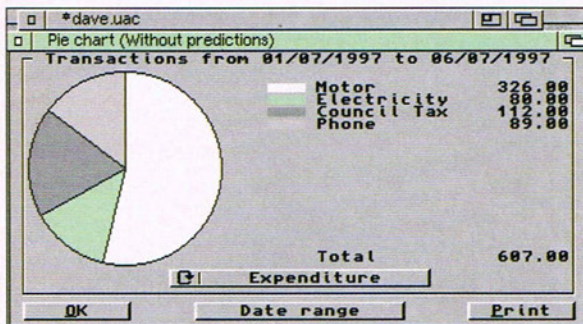 *dave.uac
Pie chart (Without predictions)
Transactions from 01/07/1997 to 06/07/1997
Motor 326.00
Electricity 80.00
Council Tax 112.00
Phone 89.00
Total 607.00
Expenditure
OK Date range Print